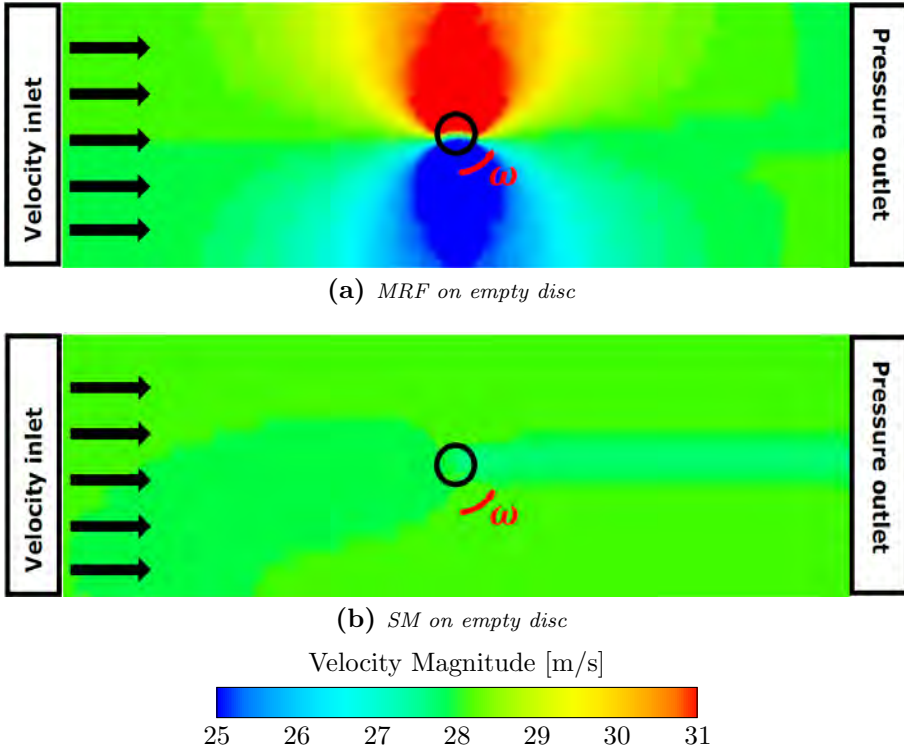 Velocity inlet
Pressure outlet
ω
(a) MRF on empty disc
Velocity inlet
Pressure outlet
ω
(b) SM on empty disc
Velocity Magnitude [m/s]
25 26 27 28 29 30 31